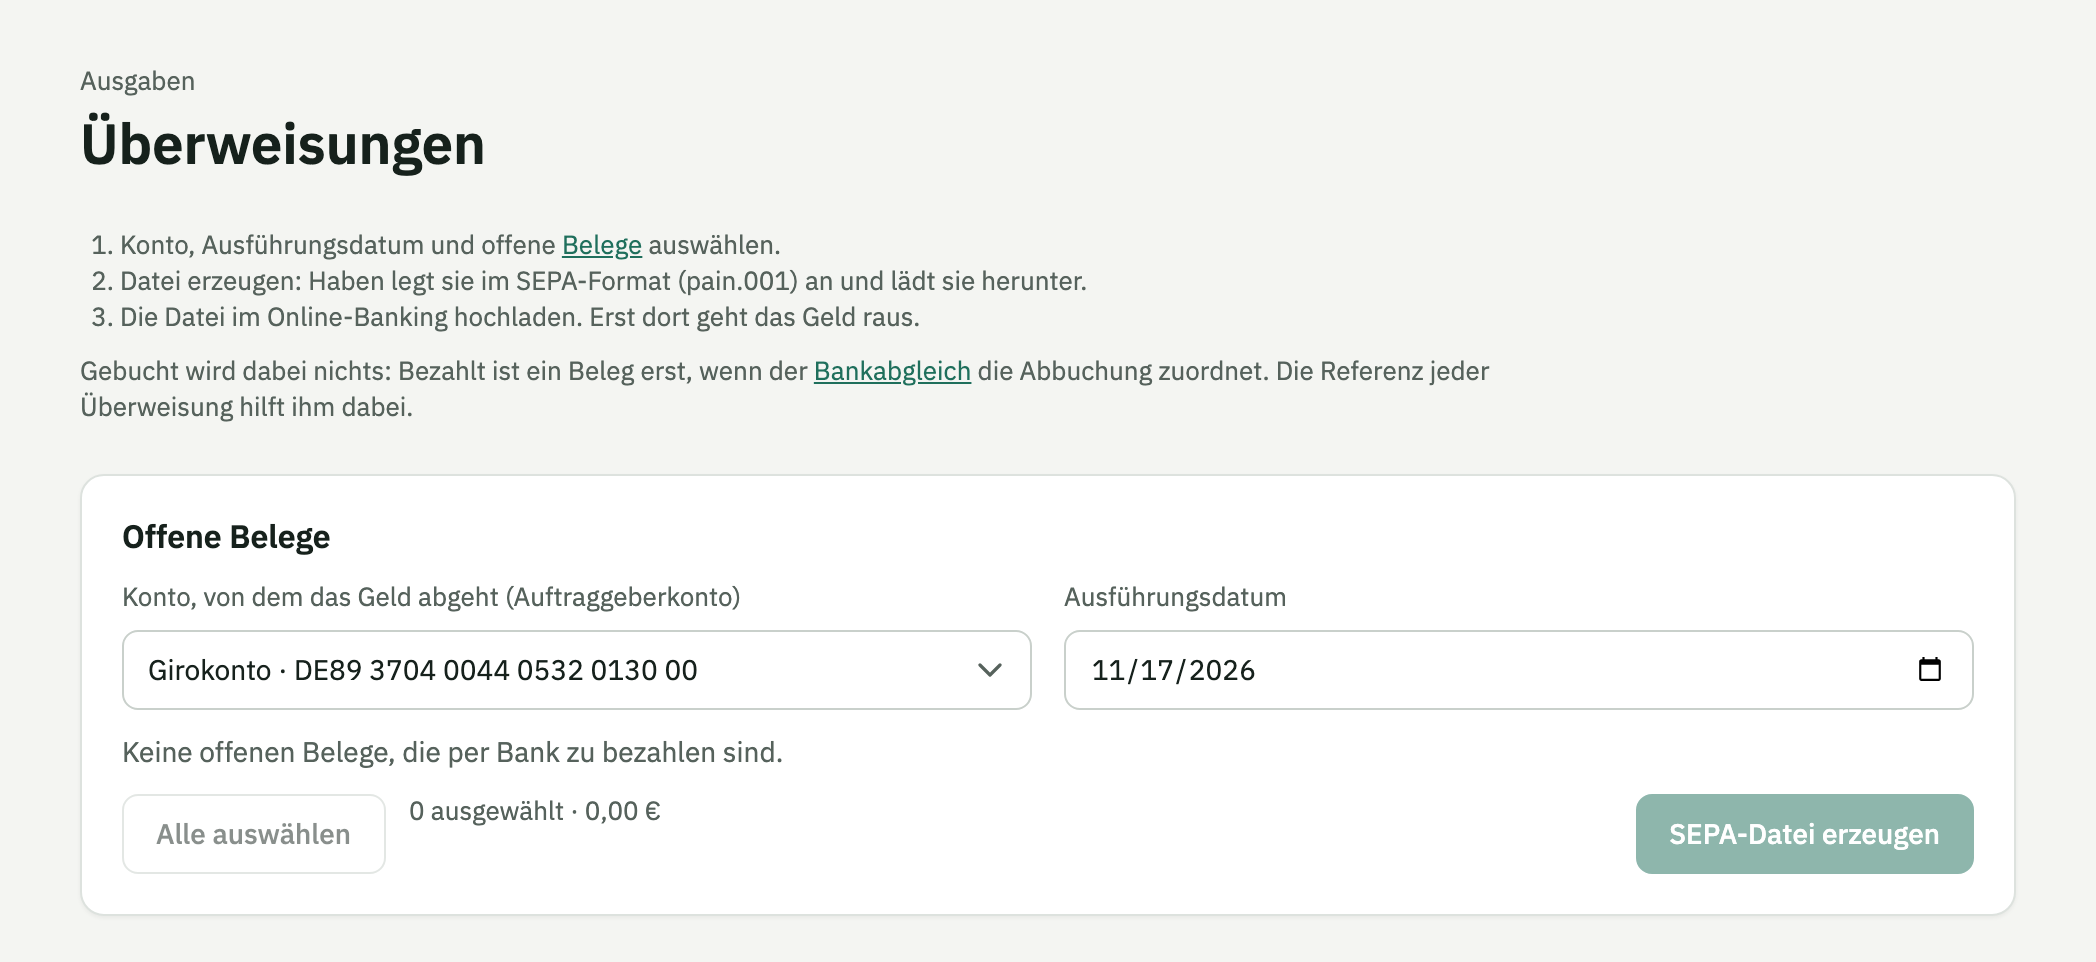 Ausgaben
Überweisungen
1. Konto, Ausführungsdatum und offene Belege auswählen.
2. Datei erzeugen: Haben legt sie im SEPA-Format (pain.001) an und lädt sie herunter.
3. Die Datei im Online-Banking hochladen. Erst dort geht das Geld raus.
Gebucht wird dabei nichts: Bezahlt ist ein Beleg erst, wenn der Bankabgleich die Abbuchung zuordnet. Die Referenz jeder
Überweisung hilft ihm dabei.
Offene Belege
Konto, von dem das Geld abgeht (Auftraggeberkonto)
Ausführungsdatum
Girokonto · DE89 3704 0044 0532 0130 00
11/17/2026
Keine offenen Belege, die per Bank zu bezahlen sind.
Alle auswählen
0 ausgewählt · 0,00 €
SEPA-Datei erzeugen